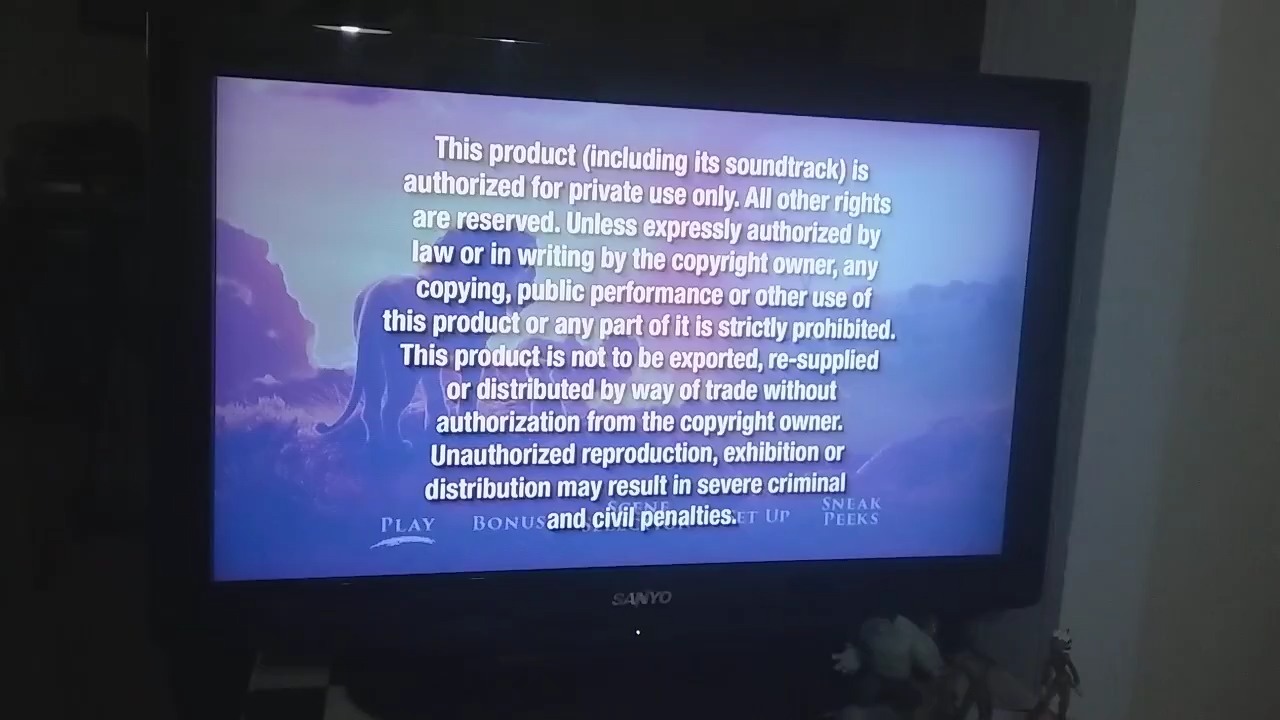 This product (including its soundtrack) is
authorized for private use only. All other rights
are reserved. Unless expressly authorized by
law or in writing by the copyright owner, any
copying, public performance or other use of
this product or any part of it is strictly prohibited.
This product is not to be exported, re-supplied
or distributed by way of trade without
authorization from the copyright owner.
Unauthorized reproduction, exhibition or
distribution may result in severe criminal
and civil penalties.
PLAY BONUS UP SNEAK
PEEKS
SANYO